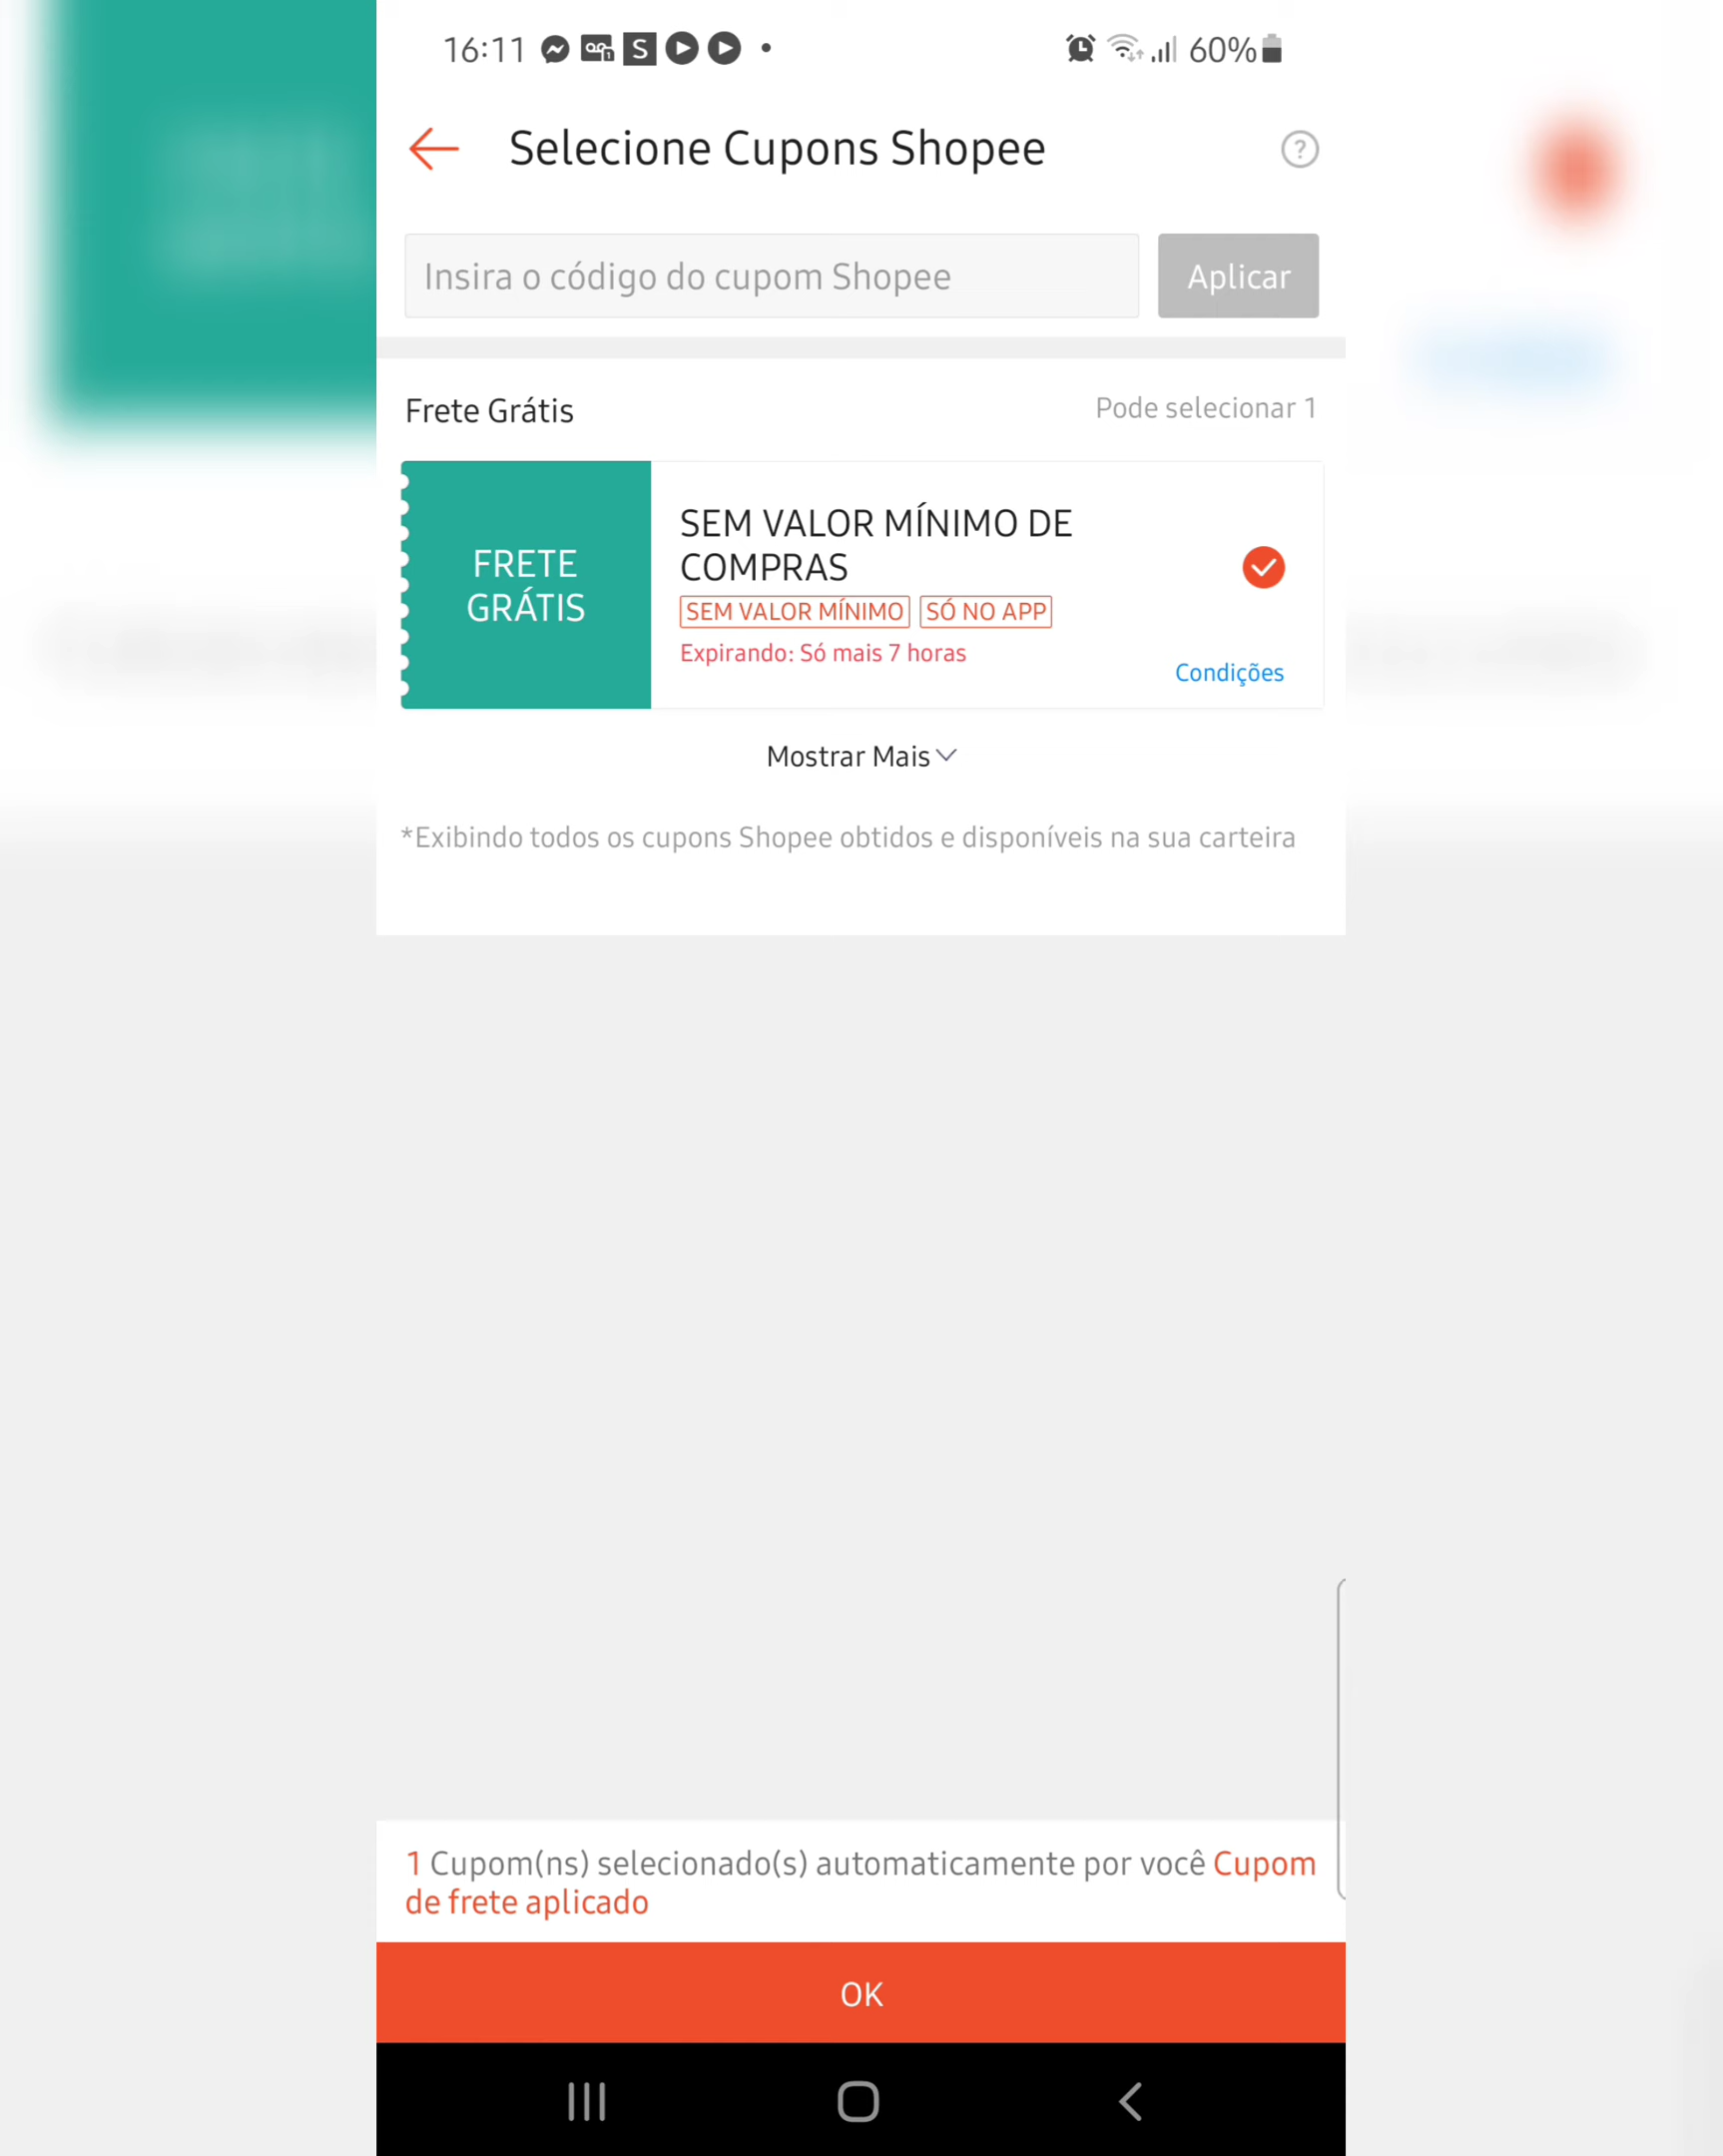 16:11
60%
Selecione Cupons Shopee
Insira o código do cupom Shopee
Aplicar
Frete Grátis
Pode selecionar 1
FRETE
GRÁTIS
SEM VALOR MÍNIMO DE
COMPRAS
SEM VALOR MÍNIMO SÓ NO APP
Expirando: Só mais 7 horas
Condições
Mostrar Mais
*Exibindo todos os cupons Shopee obtidos e disponíveis na sua carteira
1 Cupom(ns) selecionado(s) automaticamente por você Cupom
de frete aplicado
OK